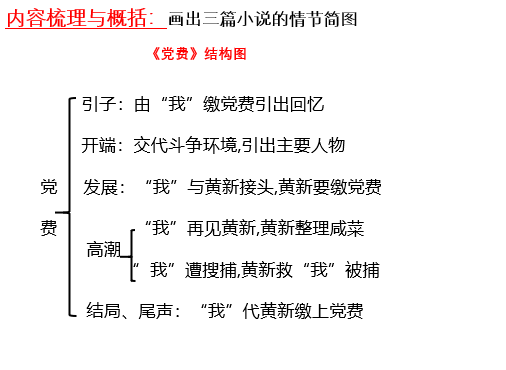 内容梳理与概括：画出三篇小说的情节简图
《党费》结构图
引子：由“我”缴党费引出回忆
开端：交代斗争环境,引出主要人物
党
发展：“我”与黄新接头,黄新要缴党费
费
“我”再见黄新,黄新整理咸菜
高潮
“我”遭搜捕,黄新救“我”被捕
结局、尾声：“我”代黄新缴上党费